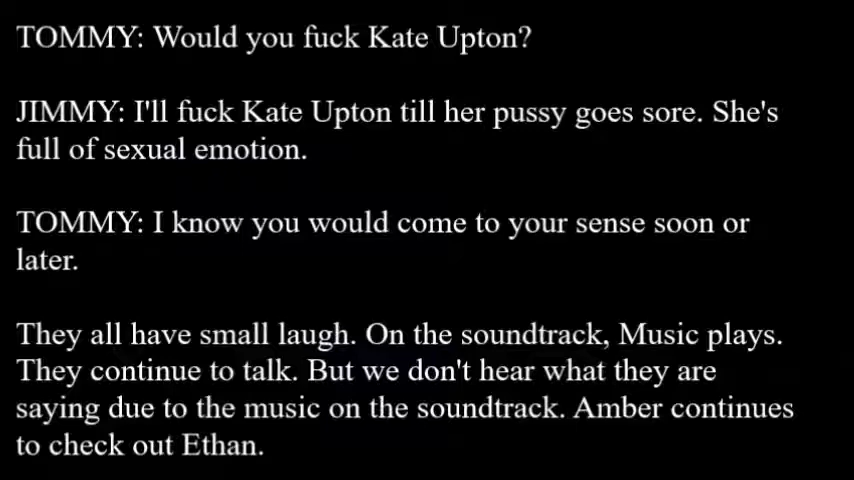 TOMMY: Would you fuck Kate Upton?
JIMMY: I'll fuck Kate Upton till her pussy goes sore. She's
full of sexual emotion.
TOMMY: I know you would come to your sense soon or
later.
They all have small laugh. On the soundtrack, Music plays.
They continue to talk. But we don't hear what they are
saying due to the music on the soundtrack. Amber continues
to check out Ethan.